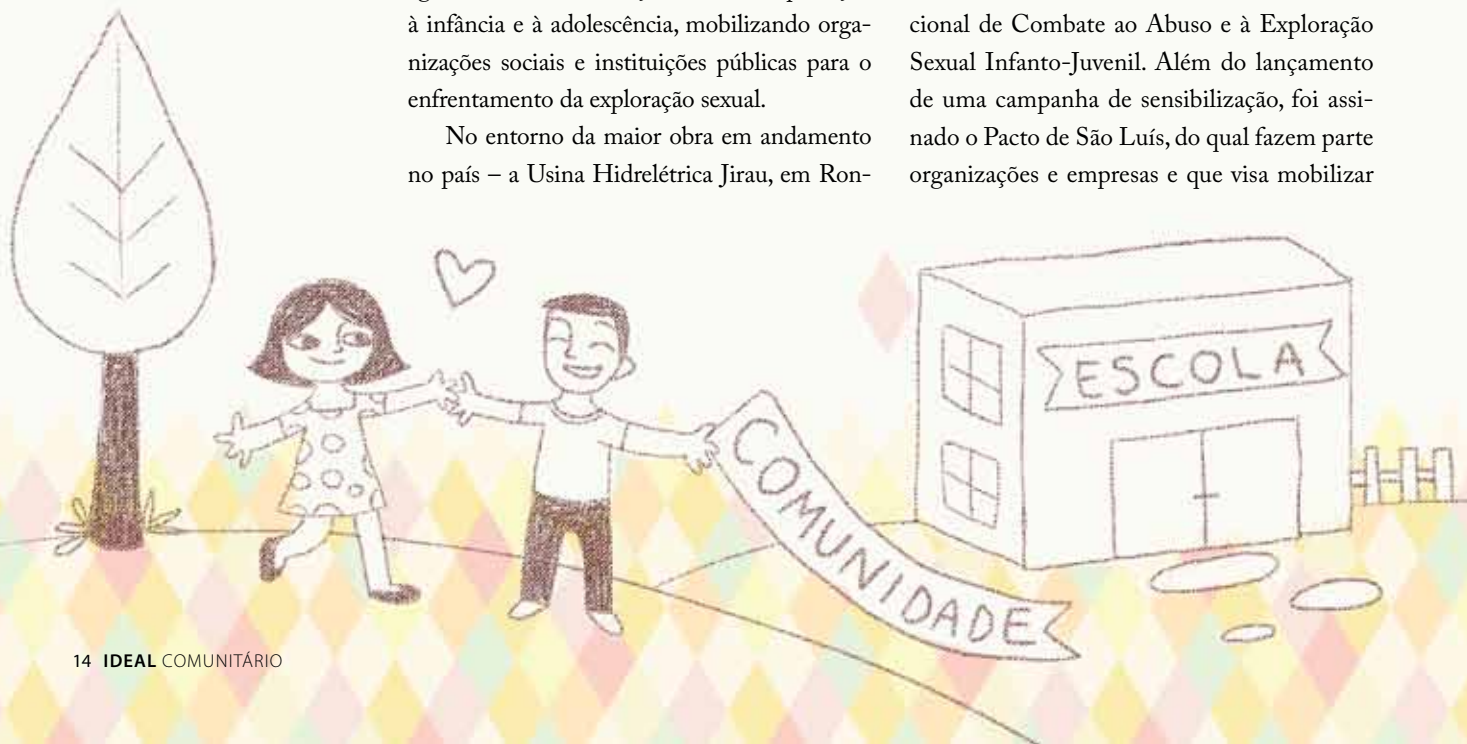 à infância e à adolescência, mobilizando orga-
nizações sociais e instituições públicas para o
enfrentamento da exploração sexual.
No entorno da maior obra em andamento
no país – a Usina Hidrelétrica Jirau, em Ron-
cional de Combate ao Abuso e à Exploração
Sexual Infanto-Juvenil. Além do lançamento
de uma campanha de sensibilização, foi assi-
nado o Pacto de São Luís, do qual fazem parte
organizações e empresas e que visa mobilizar
ESCOLA
COMUNIDADE
14 IDEAL COMUNITÁRIO